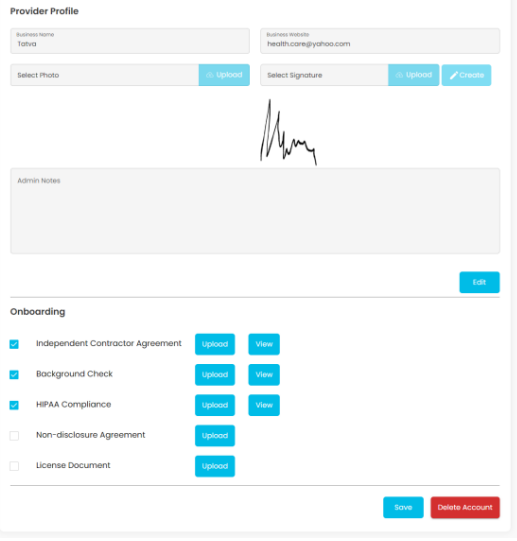 Provider Profile
Business Name Business Website
Tatva health.care@yahoo.com
Select Photo Upload Select Signature Upload Create
Admin Notes
Edit
Onboarding
Independent Contractor Agreement Upload View
Background Check Upload View
HIPAA Compliance Upload View
Non-disclosure Agreement Upload
License Document Upload
Save Delete Account